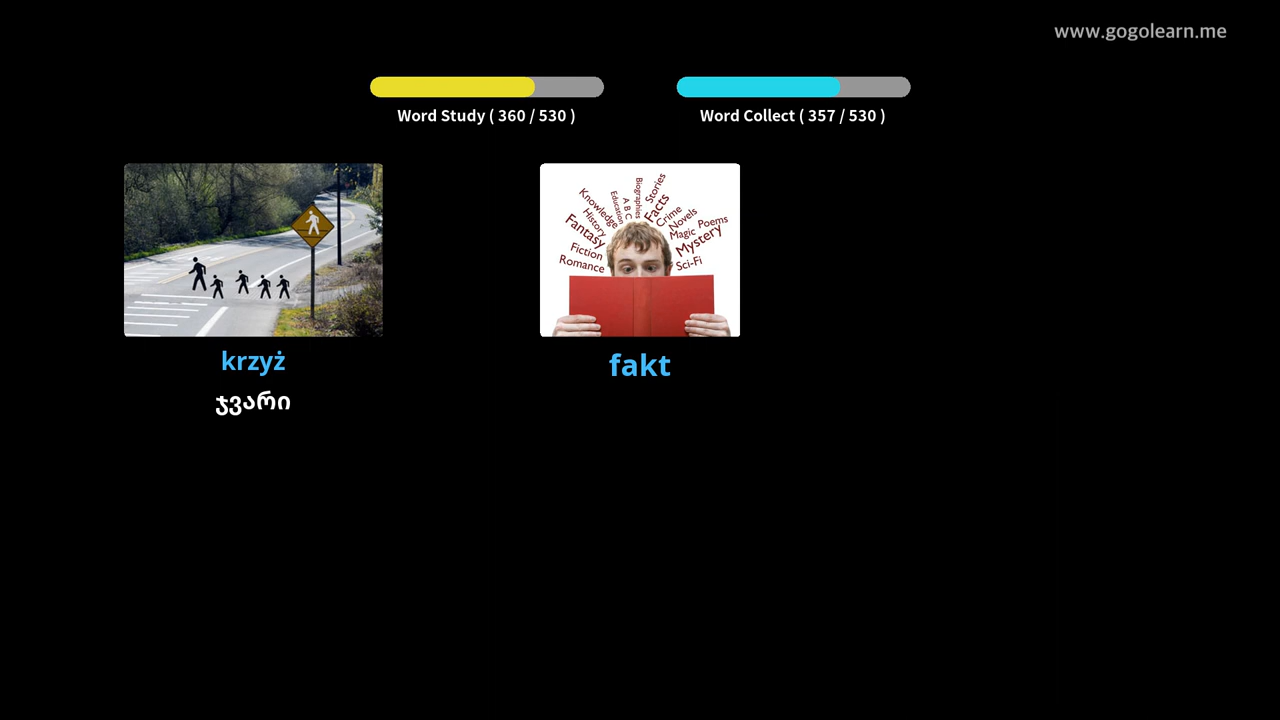 www.gogolearn.me
Word Study ( 360 / 530 )
Word Collect ( 357 / 530 )
Knowledge
Education
A B C
Biographies
Stories
Facts
Crime
Novels
Poems
Magic
Mystery
Sci-Fi
History
Fantasy
Fiction
Romance
krzyż
ჯვარი
fakt